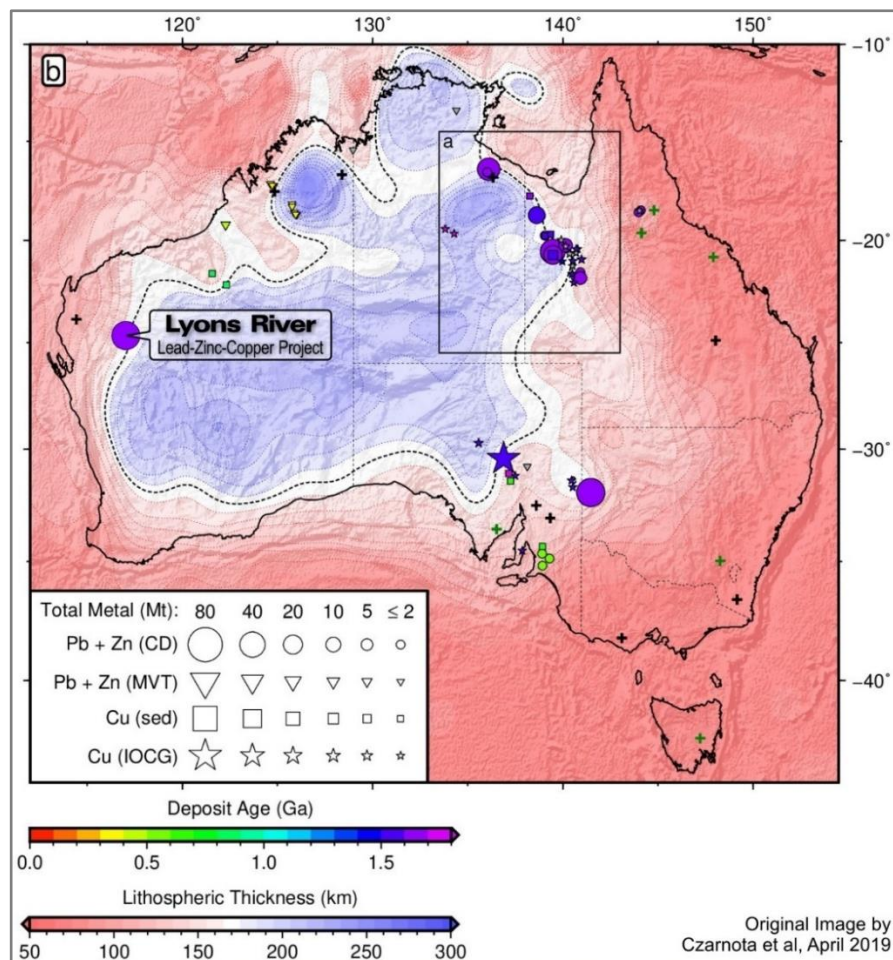 120˚ 130˚ 140˚ 150˚
b
−10˚
a
−20˚
Lyons River
Lead-Zinc-Copper Project
−30˚
Total Metal (Mt): 80 40 20 10 5 ≤ 2
Pb + Zn (CD)
Pb + Zn (MVT)
−40˚
Cu (sed)
Cu (IOCG)
Deposit Age (Ga)
0.0 0.5 1.0 1.5
Lithospheric Thickness (km)
50 100 150 200 250 300
Original Image by
Czarnota et al, April 2019